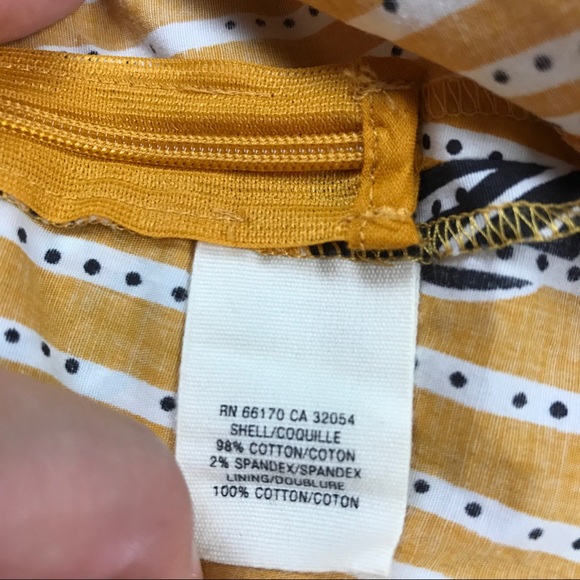 RN 66170 CA 32054
SHELL/COQUILLE
98% COTTON/COTON
2% SPANDEX/SPANDEX
LINING/DOUBLURE
100% COTTON/COTON